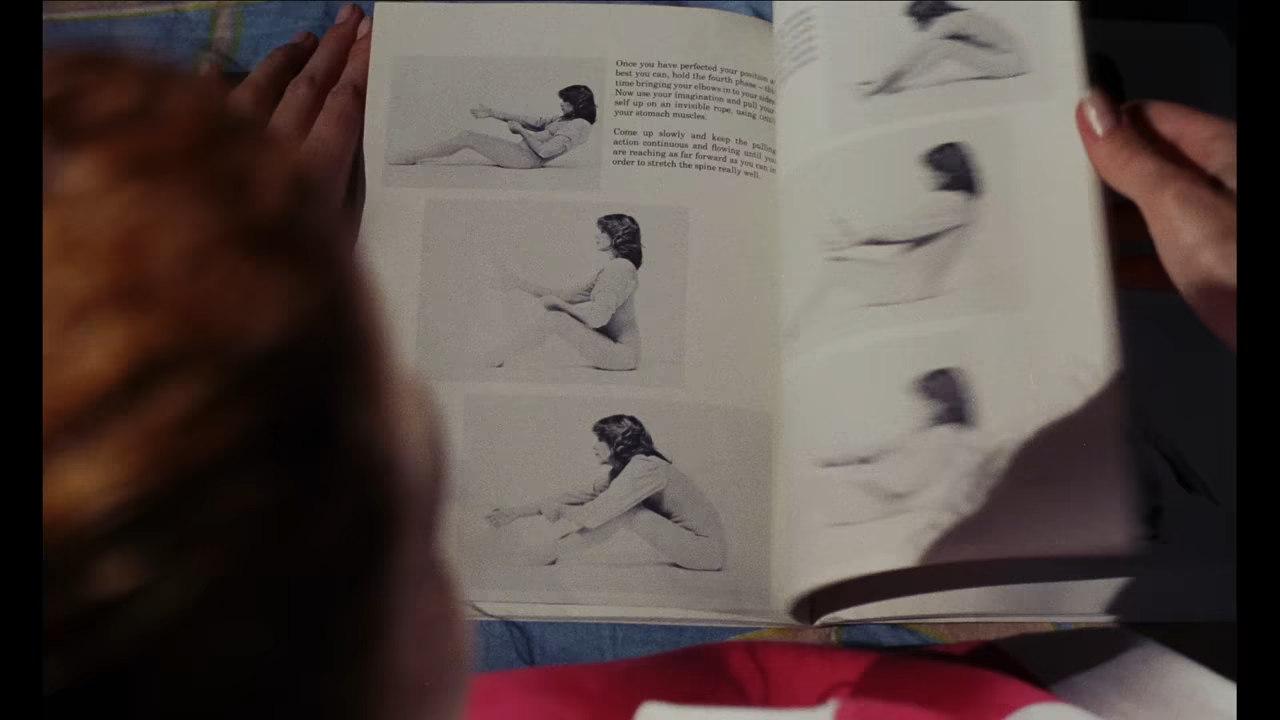 Once you have perfected your position as
best you can, hold the fourth phase – this
time bringing your elbows in to your sides.
Now use your imagination and pull your-
self up on an invisible rope, using
your stomach muscles.
Come up slowly and keep the pulling
action continuous and flowing until you
are reaching as far forward as you can in
order to stretch the spine really well.